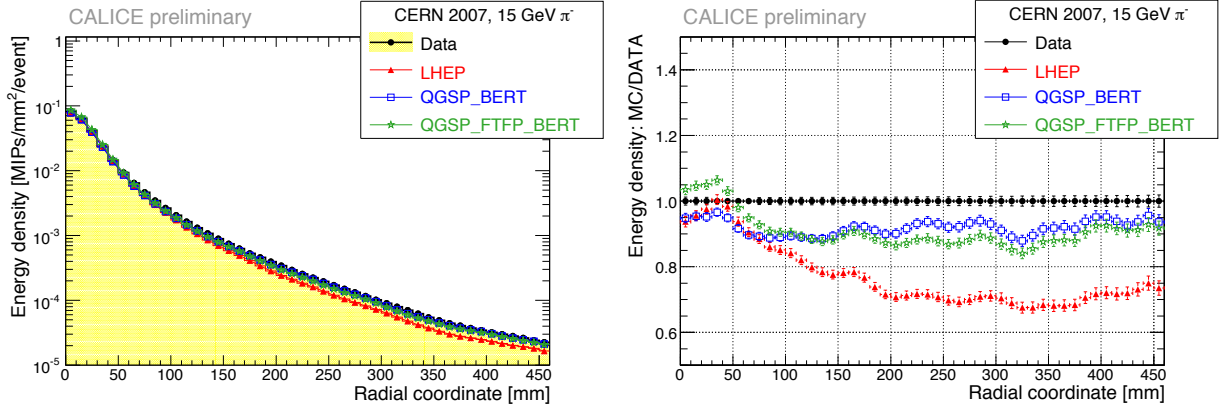 CALICE preliminary
CERN 2007, 15 GeV π⁻
Data
LHEP
QGSP_BERT
QGSP_FTFP_BERT
Energy density [MIPs/mm²/event]
1
10⁻¹
10⁻²
10⁻³
10⁻⁴
10⁻⁵
0 50 100 150 200 250 300 350 400 450
Radial coordinate [mm]
CALICE preliminary
CERN 2007, 15 GeV π⁻
Data
LHEP
QGSP_BERT
QGSP_FTFP_BERT
Energy density: MC/DATA
1.4
1.2
1.0
0.8
0.6
0 50 100 150 200 250 300 350 400 450
Radial coordinate [mm]